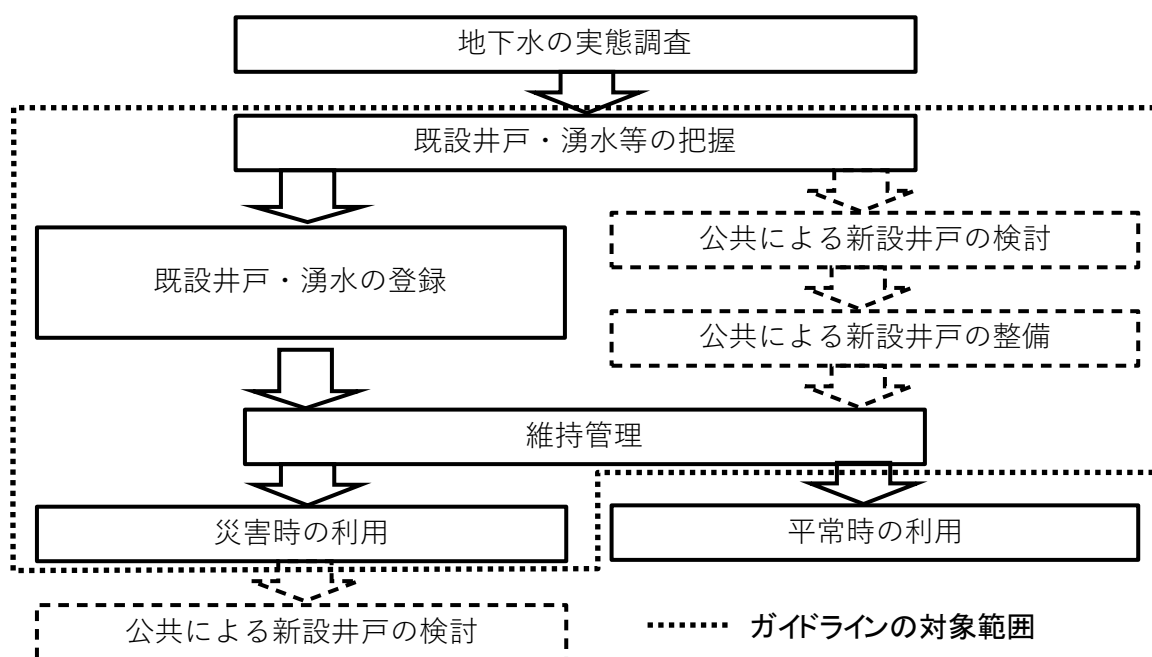 地下水の実態調査
既設井戸・湧水等の把握
公共による新設井戸の検討
既設井戸・湧水の登録
公共による新設井戸の整備
維持管理
災害時の利用
平常時の利用
公共による新設井戸の検討
ガイドラインの対象範囲